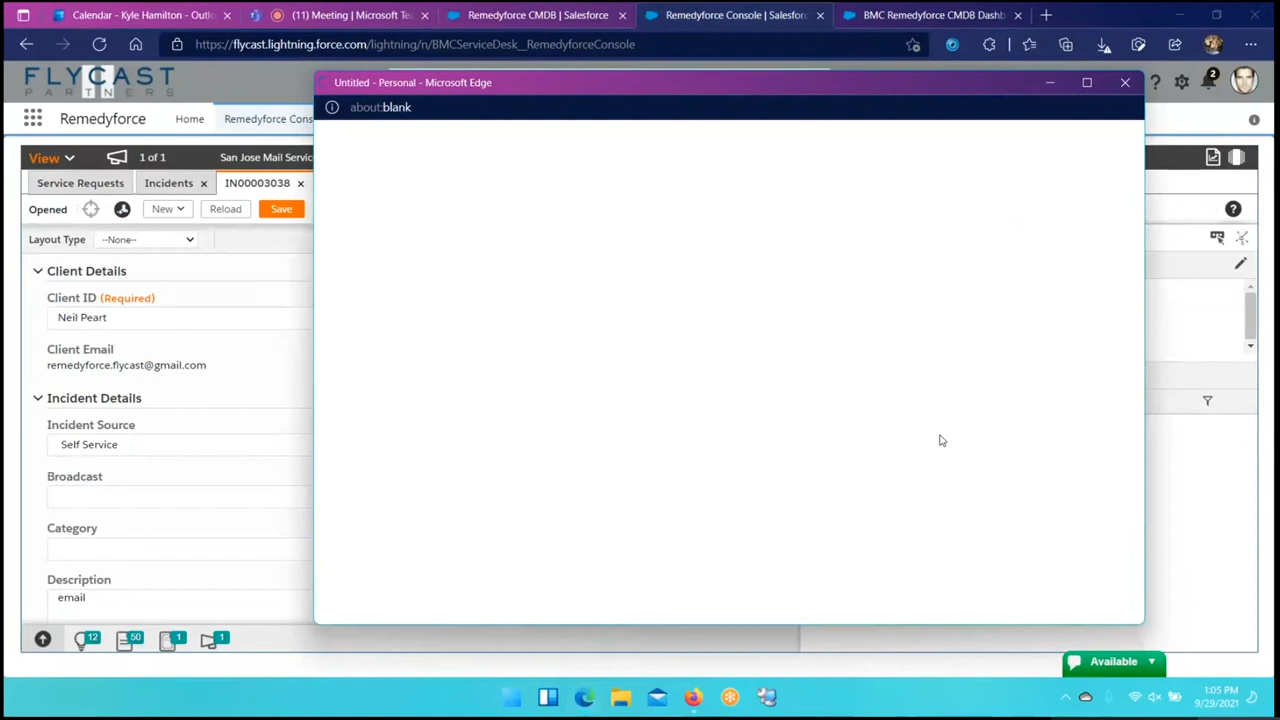 Calendar - Kyle Hamilton - Outlo
(11) Meeting | Microsoft Te
Remedyforce CMDB | Salesforce
Remedyforce Console | Salesfor
BMC Remedyforce CMDB Dashb
https://flycast.lightning.force.com/lightning/n/BMCServiceDesk__RemedyforceConsole
FLYCAST
PARTNERS
Untitled - Personal - Microsoft Edge
about:blank
2
Remedyforce
Home
Remedyforce Cons
View
1 of 1
San Jose Mail Servic
Service Requests
Incidents
IN00003038
Opened
New
Reload
Save
Layout Type
--None--
Client Details
Client ID (Required)
Neil Peart
Client Email
remedyforce.flycast@gmail.com
Incident Details
Incident Source
Self Service
Broadcast
Category
Description
email
12
50
1
1
Available
1:05 PM
9/29/2021